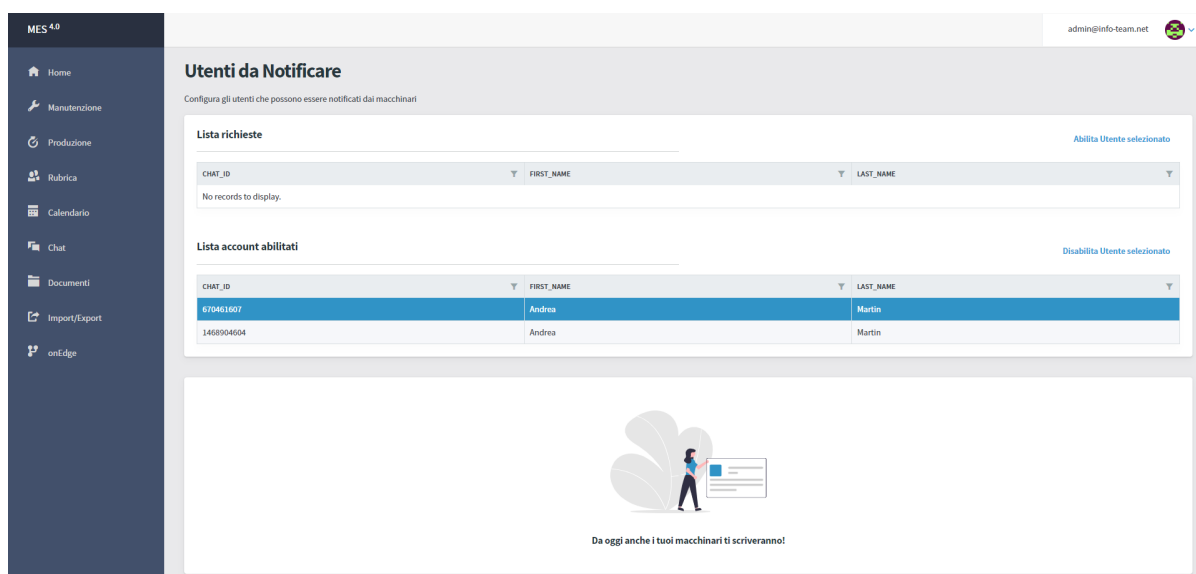 MES 4.0
admin@info-team.net
Home
Manutenzione
Produzione
Rubrica
Calendario
Chat
Documenti
Import/Export
onEdge
Utenti da Notificare
Configura gli utenti che possono essere notificati dai macchinari
Lista richieste
Abilita Utente selezionato
CHAT_ID FIRST_NAME LAST_NAME
No records to display.
Lista account abilitati
Disabilita Utente selezionato
CHAT_ID FIRST_NAME LAST_NAME
670461607 Andrea Martin
1468904604 Andrea Martin
Da oggi anche i tuoi macchinari ti scriveranno!